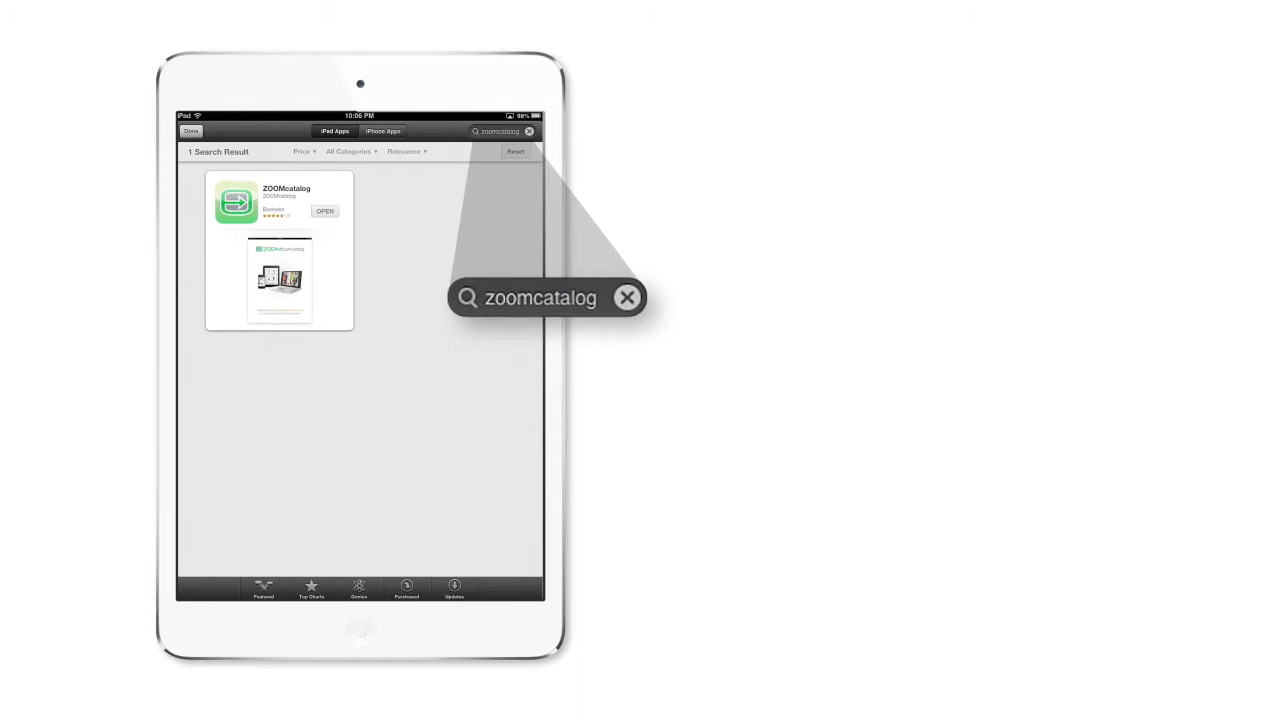 iPad 10:06 PM 98%
Done iPad Apps iPhone Apps zoomcatalog
1 Search Result Price ▾ All Categories ▾ Relevance ▾ Reset
ZOOMcatalog
ZOOMcatalog
Business
OPEN
ZOOMcatalog
zoomcatalog
Featured Top Charts Genius Purchased Updates